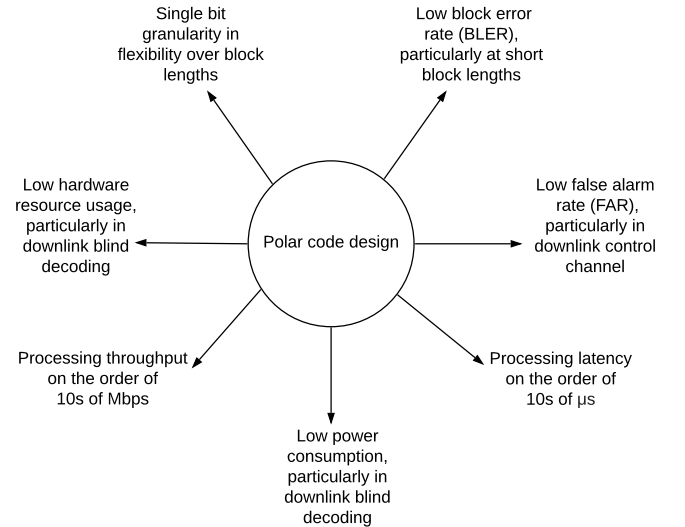 Single bit
granularity in
flexibility over block
lengths
Low block error
rate (BLER),
particularly at short
block lengths
Low hardware
resource usage,
particularly in
downlink blind
decoding
Polar code design
Low false alarm
rate (FAR),
particularly in
downlink control
channel
Processing throughput
on the order of
10s of Mbps
Processing latency
on the order of
10s of μs
Low power
consumption,
particularly in
downlink blind
decoding